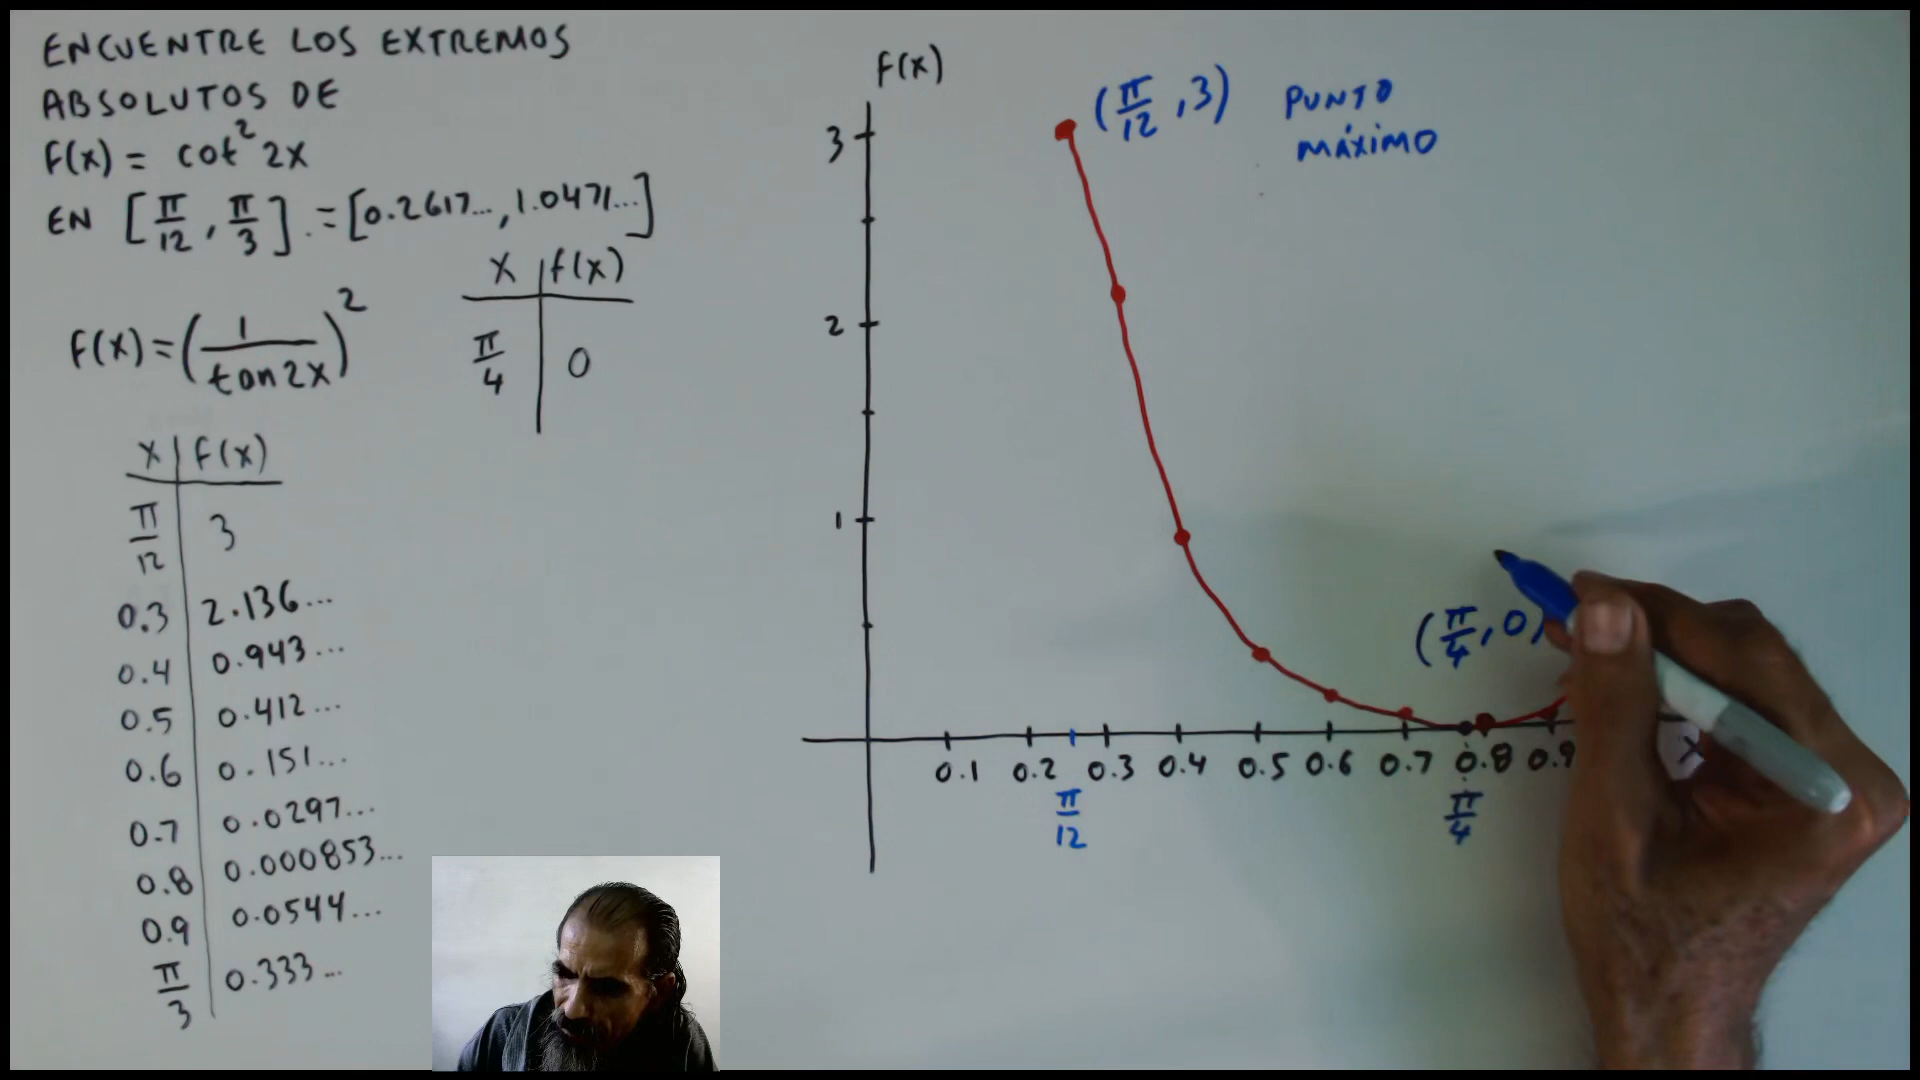 ENCUENTRE LOS EXTREMOS
ABSOLUTOS DE
F(x) = cot² 2x
EN [π/12, π/3] . = [0.2617..., 1.0471...]
F(x) = (1/tan2x)²
x | f(x)
π/4 | 0
x | F(x)
π/12 | 3
0.3 | 2.136...
0.4 | 0.943...
0.5 | 0.412...
0.6 | 0.151...
0.7 | 0.0297...
0.8 | 0.000853...
0.9 | 0.0544...
π/3 | 0.333...
F(x)
(π/12, 3) PUNTO
MÁXIMO
3
2
1
(π/4, 0)
0.1 0.2 0.3 0.4 0.5 0.6 0.7 0.8 0.9 X
π/12 π/4